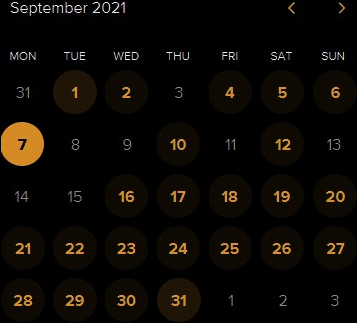 September 2021 < >
MON TUE WED THU FRI SAT SUN
31 1 2 3 4 5 6
7 8 9 10 11 12 13
14 15 16 17 18 19 20
21 22 23 24 25 26 27
28 29 30 31 1 2 3